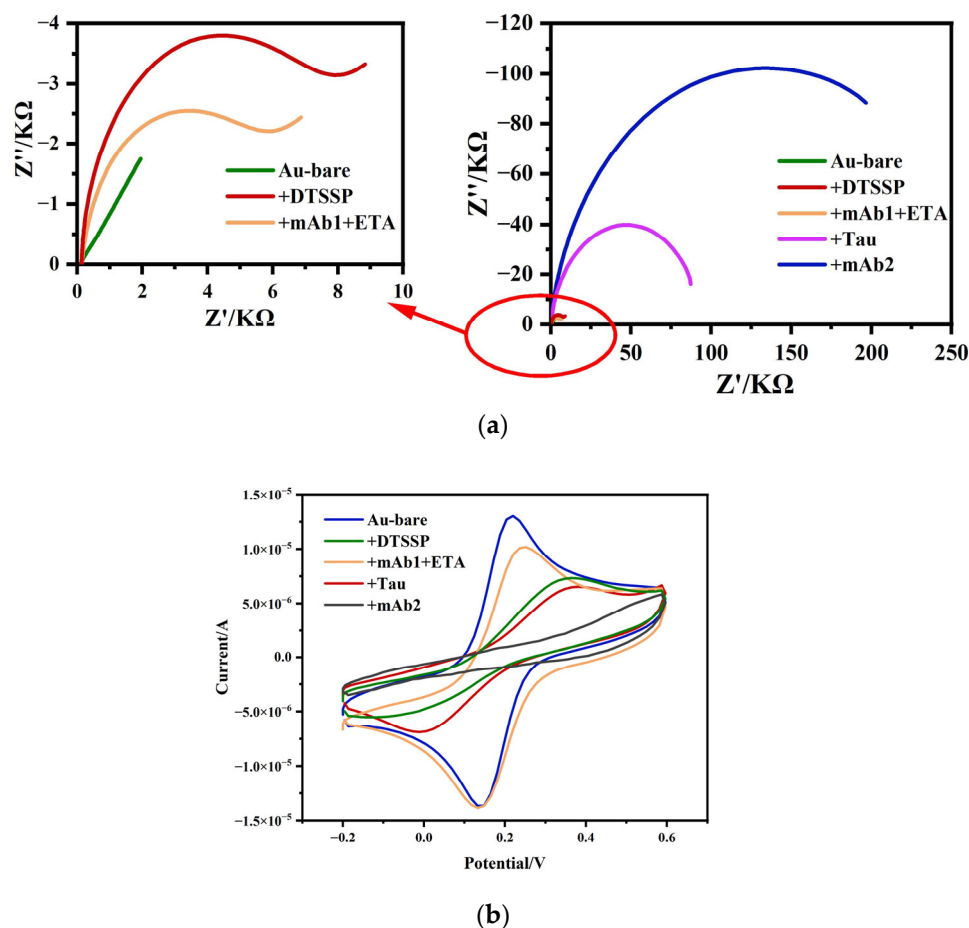 −4
−3
−2
−1
0
Z''/KΩ
0 2 4 6 8 10
Z'/KΩ
Au-bare
+DTSSP
+mAb1+ETA
−120
−100
−80
−60
−40
−20
0
Z''/KΩ
0 50 100 150 200 250
Z'/KΩ
Au-bare
+DTSSP
+mAb1+ETA
+Tau
+mAb2
(a)
1.5×10⁻⁵
1.0×10⁻⁵
5.0×10⁻⁶
0.0
−5.0×10⁻⁶
−1.0×10⁻⁵
−1.5×10⁻⁵
Current/A
Au-bare
+DTSSP
+mAb1+ETA
+Tau
+mAb2
−0.2 0.0 0.2 0.4 0.6
Potential/V
(b)